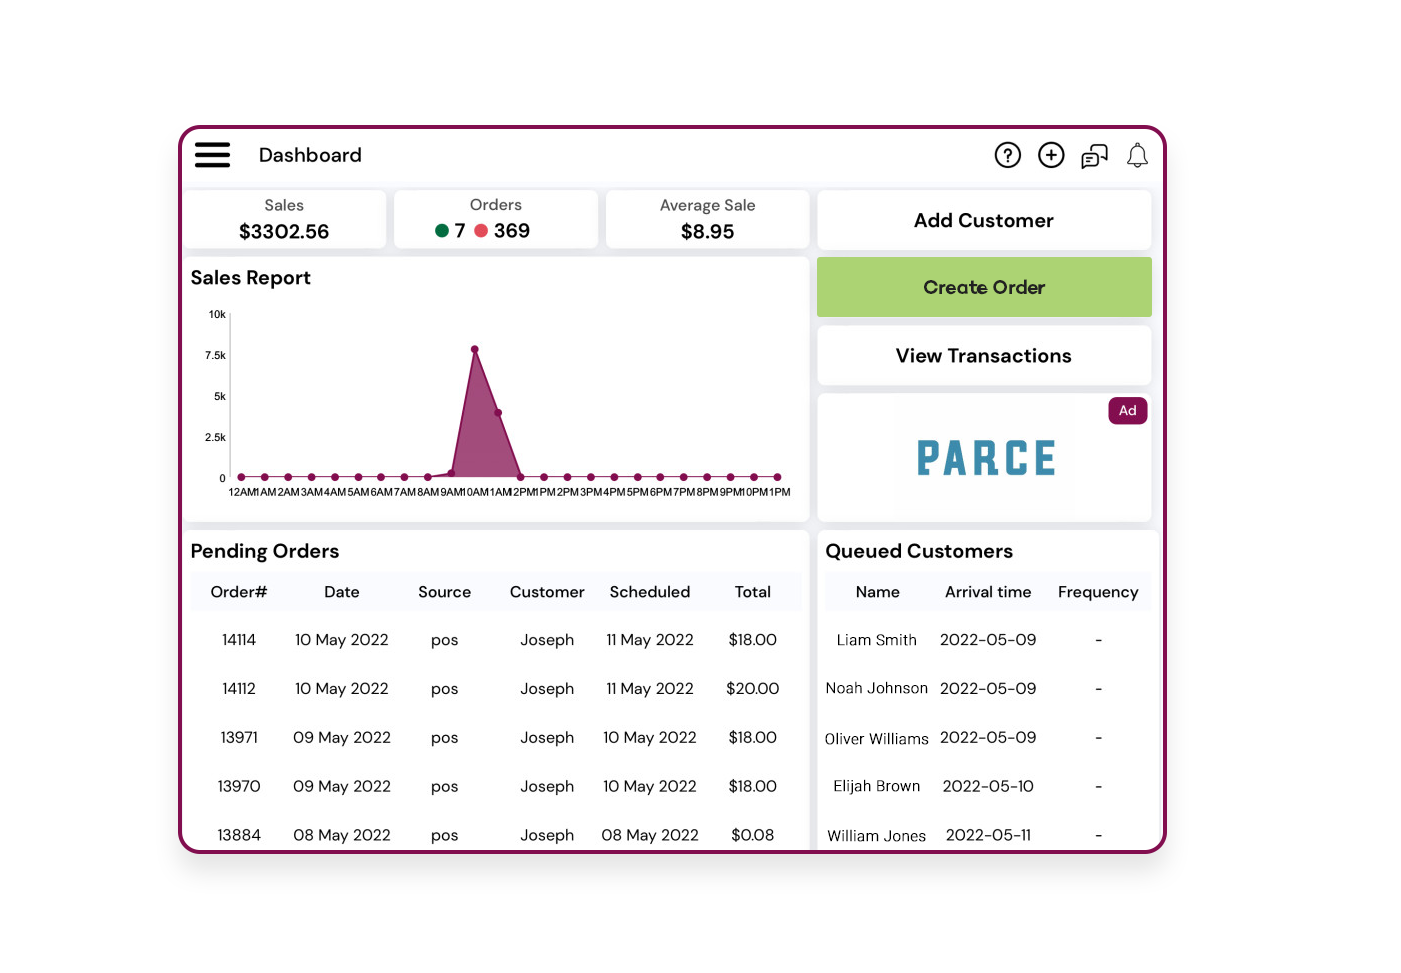 Dashboard
Sales
$3302.56
Orders
7 369
Average Sale
$8.95
Add Customer
Create Order
View Transactions
Ad
PARCE
Sales Report
10k
7.5k
5k
2.5k
0
12AM 1AM 2AM 3AM 4AM 5AM 6AM 7AM 8AM 9AM 10AM 11AM 12PM 1PM 2PM 3PM 4PM 5PM 6PM 7PM 8PM 9PM 10PM 11PM
Pending Orders
Order# Date Source Customer Scheduled Total
14114 10 May 2022 pos Joseph 11 May 2022 $18.00
14112 10 May 2022 pos Joseph 11 May 2022 $20.00
13971 09 May 2022 pos Joseph 10 May 2022 $18.00
13970 09 May 2022 pos Joseph 10 May 2022 $18.00
13884 08 May 2022 pos Joseph 08 May 2022 $0.08
Queued Customers
Name Arrival time Frequency
Liam Smith 2022-05-09 -
Noah Johnson 2022-05-09 -
Oliver Williams 2022-05-09 -
Elijah Brown 2022-05-10 -
William Jones 2022-05-11 -